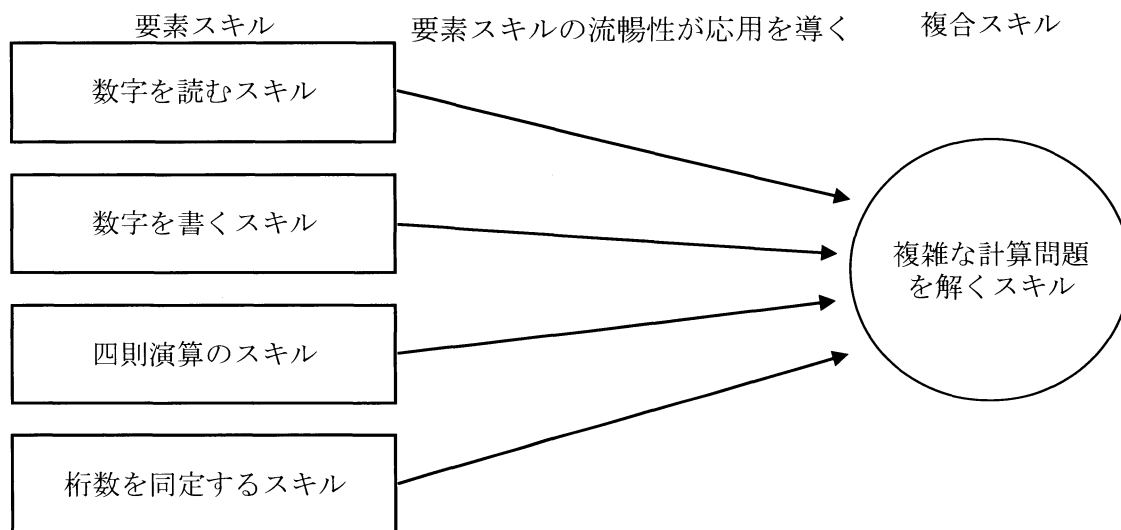 要素スキル
要素スキルの流暢性が応用を導く
複合スキル
数字を読むスキル
数字を書くスキル
四則演算のスキル
桁数を同定するスキル
複雑な計算問題
を解くスキル